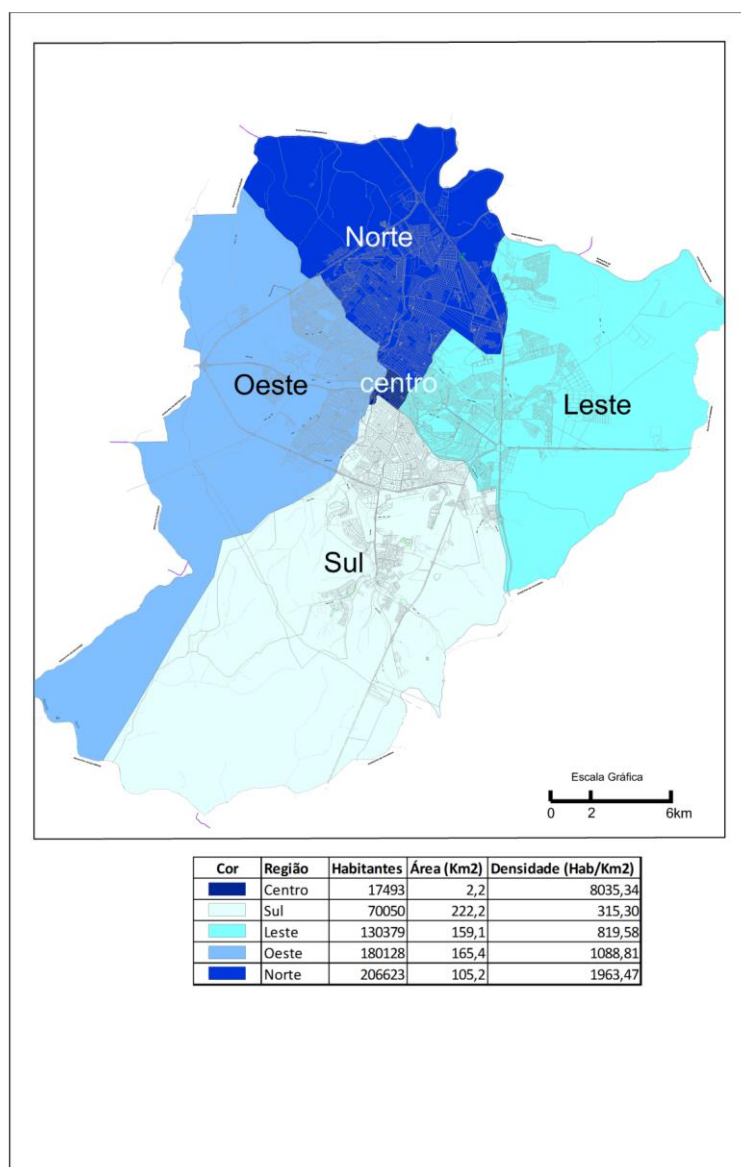 Norte
centro
Oeste
Leste
Sul
Escala Gráfica
0 2 6km
Cor Região Habitantes Área (Km2) Densidade (Hab/Km2)
Centro 17493 2,2 8035,34
Sul 70050 222,2 315,30
Leste 130379 159,1 819,58
Oeste 180128 165,4 1088,81
Norte 206623 105,2 1963,47